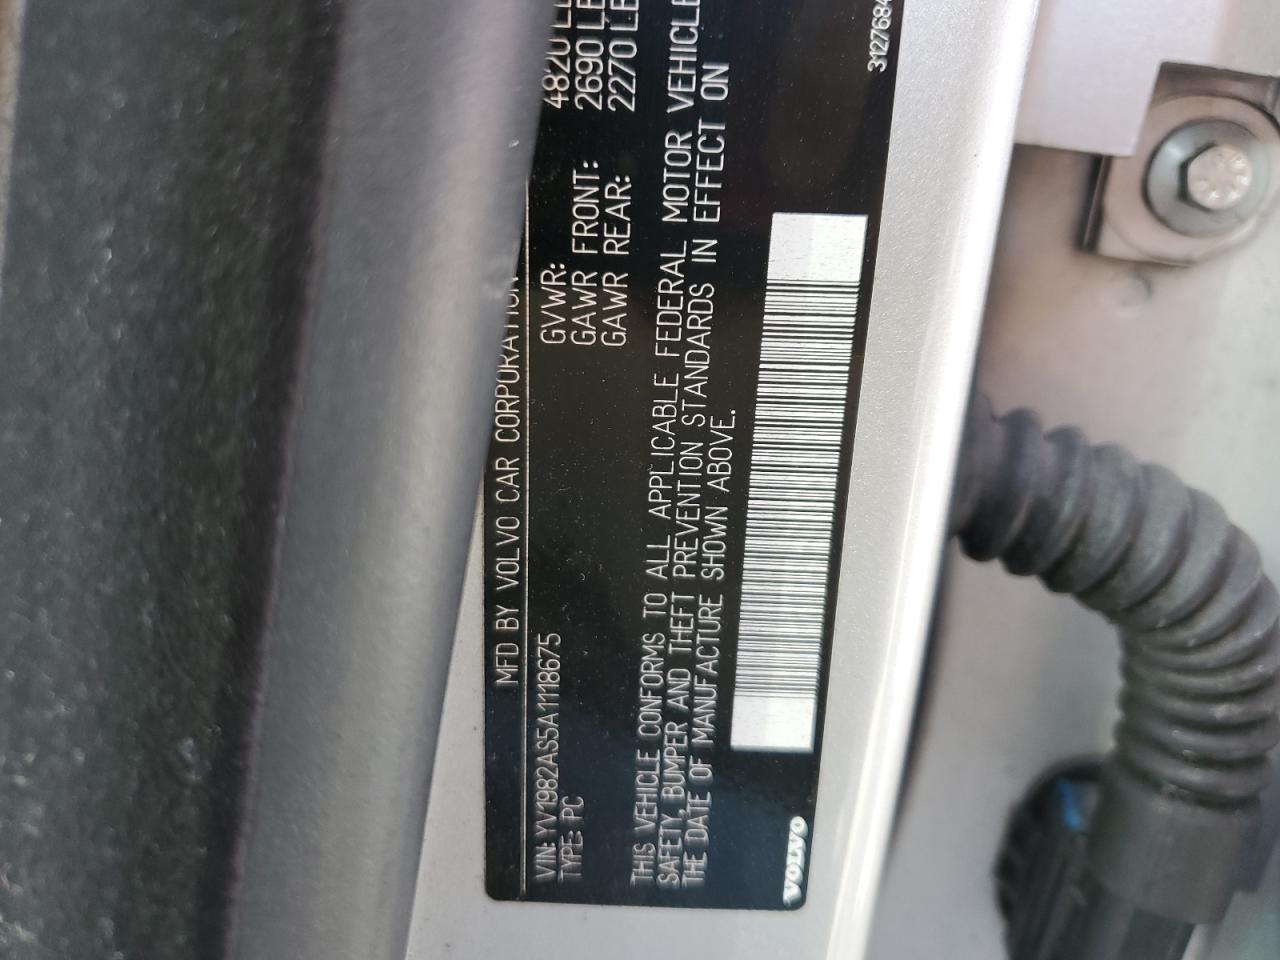 MFD BY VOLVO CAR CORPORATION
VIN: YV1982AS5A1118675
TYPE: PC
GVWR: 4820 L
GAWR FRONT: 2690 LB
GAWR REAR: 2270 LB
THIS VEHICLE CONFORMS TO ALL APPLICABLE FEDERAL MOTOR VEHICLE
SAFETY, BUMPER AND THEFT PREVENTION STANDARDS IN EFFECT ON
THE DATE OF MANUFACTURE SHOWN ABOVE.
3127684
VOLVO